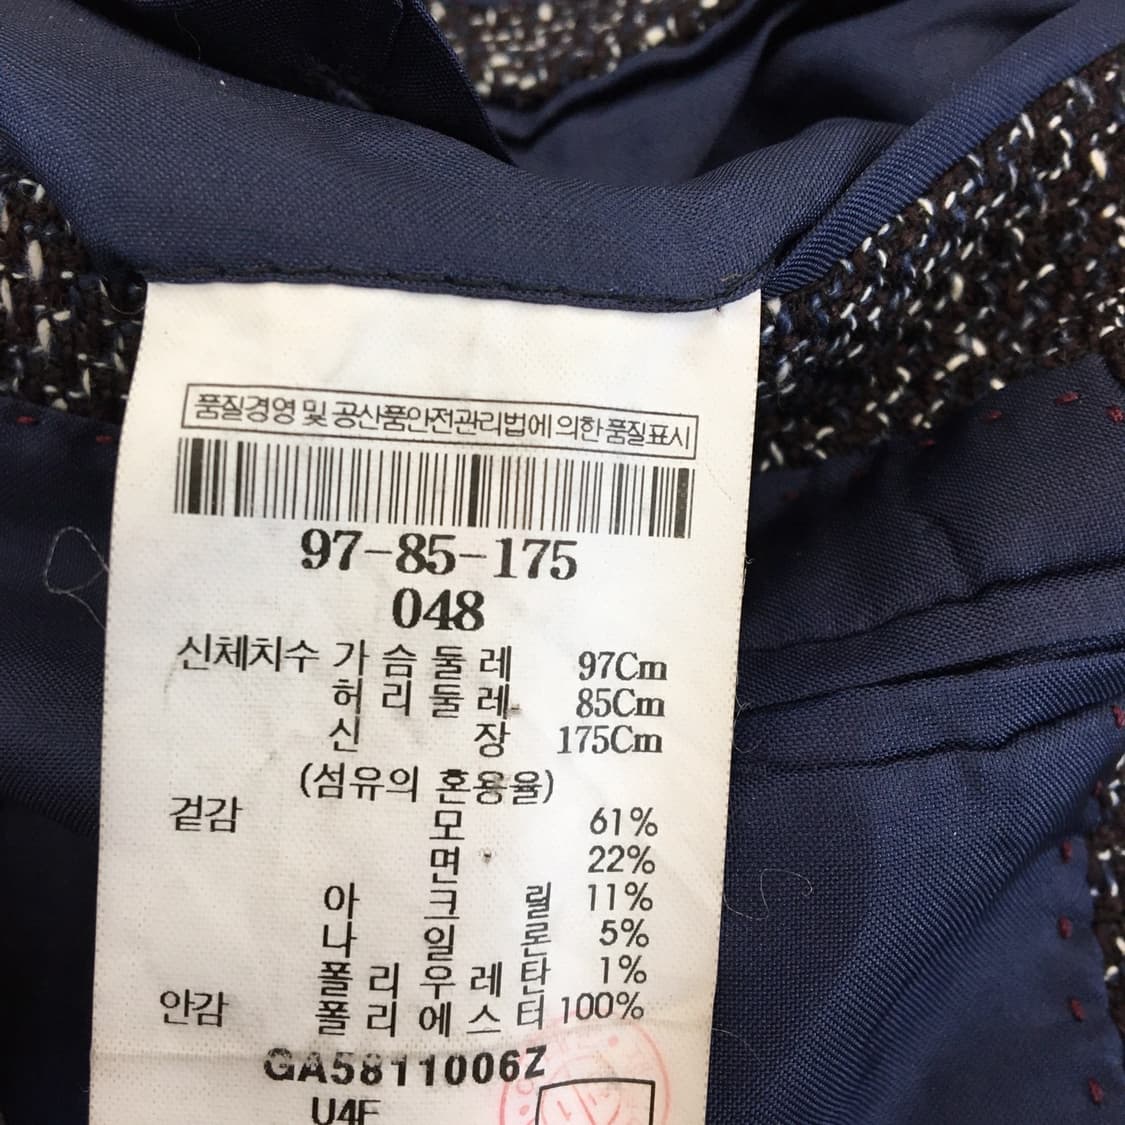 품질경영 및 공산품안전관리법에 의한 품질표시
97-85-175
048
신체치수 가슴둘레 97Cm
허리둘레 85Cm
신장 175Cm
(섬유의 혼용율)
겉감 모 61%
면 22%
아크릴 11%
나일론 5%
폴리우레탄 1%
안감 폴리에스터 100%
GA5811006Z